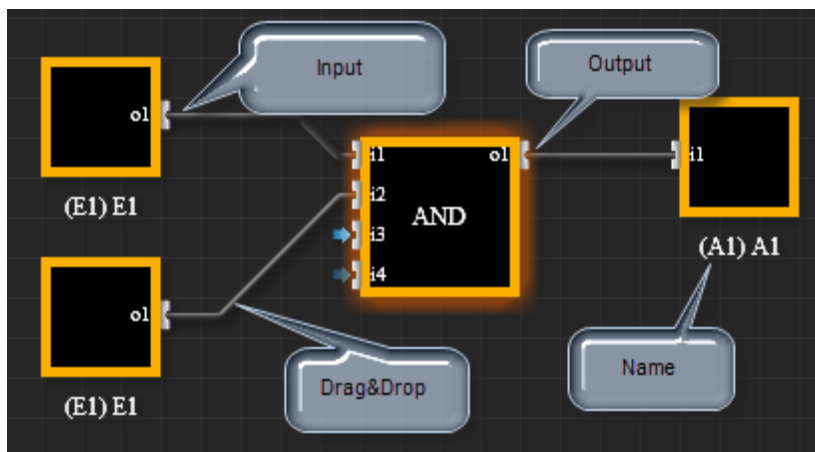 Input
Output
o1
i1
o1
i1
i2
AND
i3
i4
(E1) E1
(A1) A1
o1
Drag&Drop
Name
(E1) E1